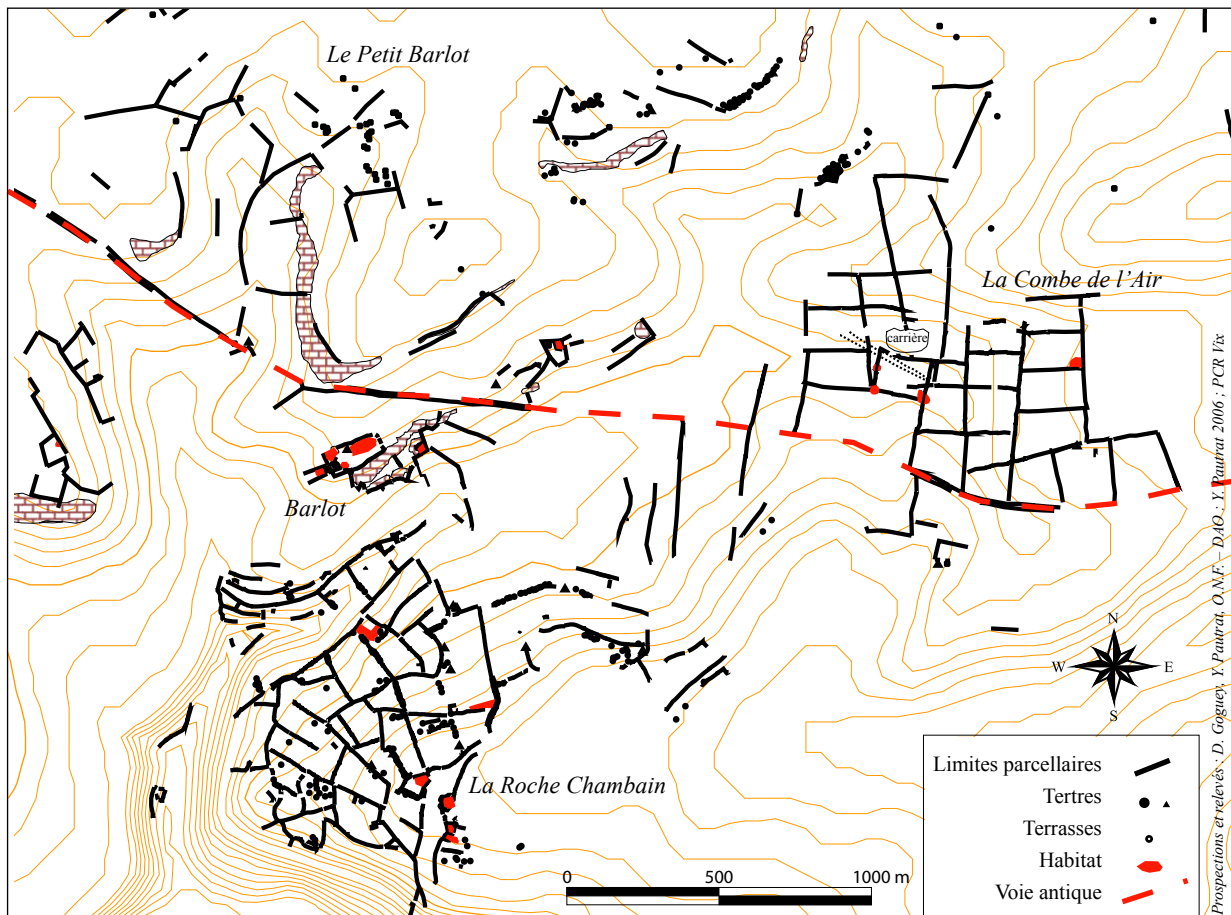 Le Petit Barlot
La Combe de l'Air
carrière
Barlot
La Roche Chambain
N
W E
S
Limites parcellaires
Tertres
Terrasses
Habitat
Voie antique
0 500 1000 m
Prospections et relevés : D. Goguey, Y. Pautrat, O.N.F. – DAO : Y. Pautrat 2006 ; PCR Vix